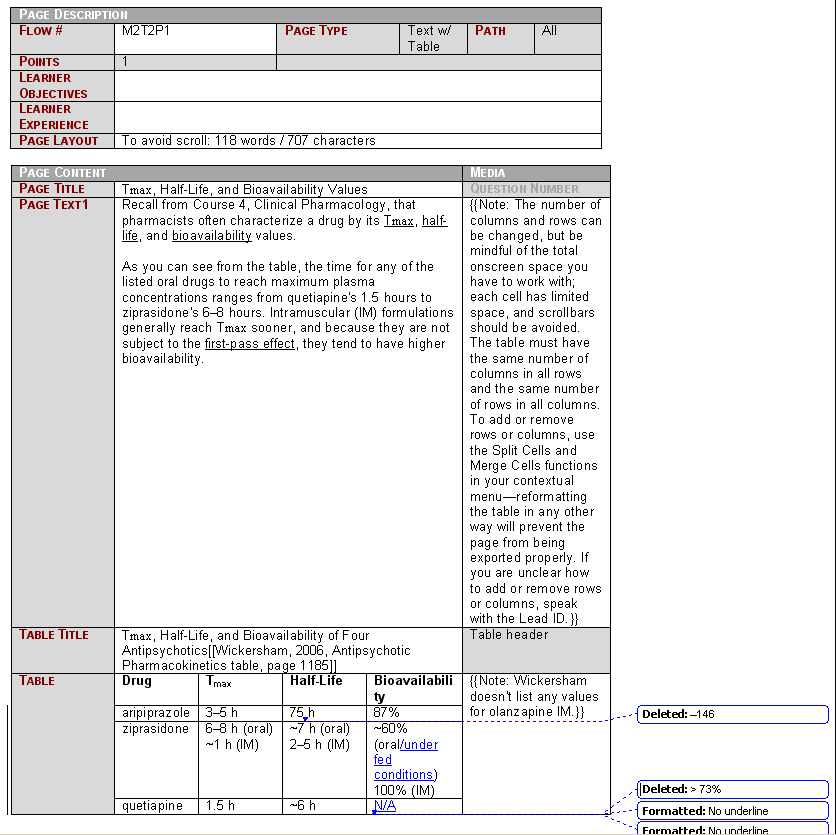 PAGE DESCRIPTION
FLOW # M2T2P1 PAGE TYPE Text w/ PATH All
Table
POINTS 1
LEARNER
OBJECTIVES
LEARNER
EXPERIENCE
PAGE LAYOUT To avoid scroll: 118 words / 707 characters
PAGE CONTENT MEDIA
PAGE TITLE Tmax, Half-Life, and Bioavailability Values QUESTION NUMBER
PAGE TEXT1
Recall from Course 4, Clinical Pharmacology, that
pharmacists often characterize a drug by its Tmax, half-
life, and bioavailability values.
As you can see from the table, the time for any of the
listed oral drugs to reach maximum plasma
concentrations ranges from quetiapine's 1.5 hours to
ziprasidone's 6–8 hours. Intramuscular (IM) formulations
generally reach Tmax sooner, and because they are not
subject to the first-pass effect, they tend to have higher
bioavailability.
{{Note: The number of
columns and rows can
be changed, but be
mindful of the total
onscreen space you
have to work with;
each cell has limited
space, and scrollbars
should be avoided.
The table must have
the same number of
columns in all rows
and the same number
of rows in all columns.
To add or remove
rows or columns, use
the Split Cells and
Merge Cells functions
in your contextual
menu—reformatting
the table in any other
way will prevent the
page from being
exported properly. If
you are unclear how
to add or remove rows
or columns, speak
with the Lead ID.}}
TABLE TITLE
Tmax, Half-Life, and Bioavailability of Four
Antipsychotics[[Wickersham, 2006, Antipsychotic
Pharmacokinetics table, page 1185]]
Table header
TABLE
Drug Tmax Half-Life Bioavailabili
ty
aripiprazole 3–5 h 75 h 87%
ziprasidone 6–8 h (oral) ~7 h (oral) ~60%
~1 h (IM) 2–5 h (IM) (oral/under
fed
conditions)
100% (IM)
quetiapine 1.5 h ~6 h N/A
{{Note: Wickersham
doesn't list any values
for olanzapine IM.}}
Deleted: –146
Deleted: > 73%
Formatted: No underline
Formatted: No underline